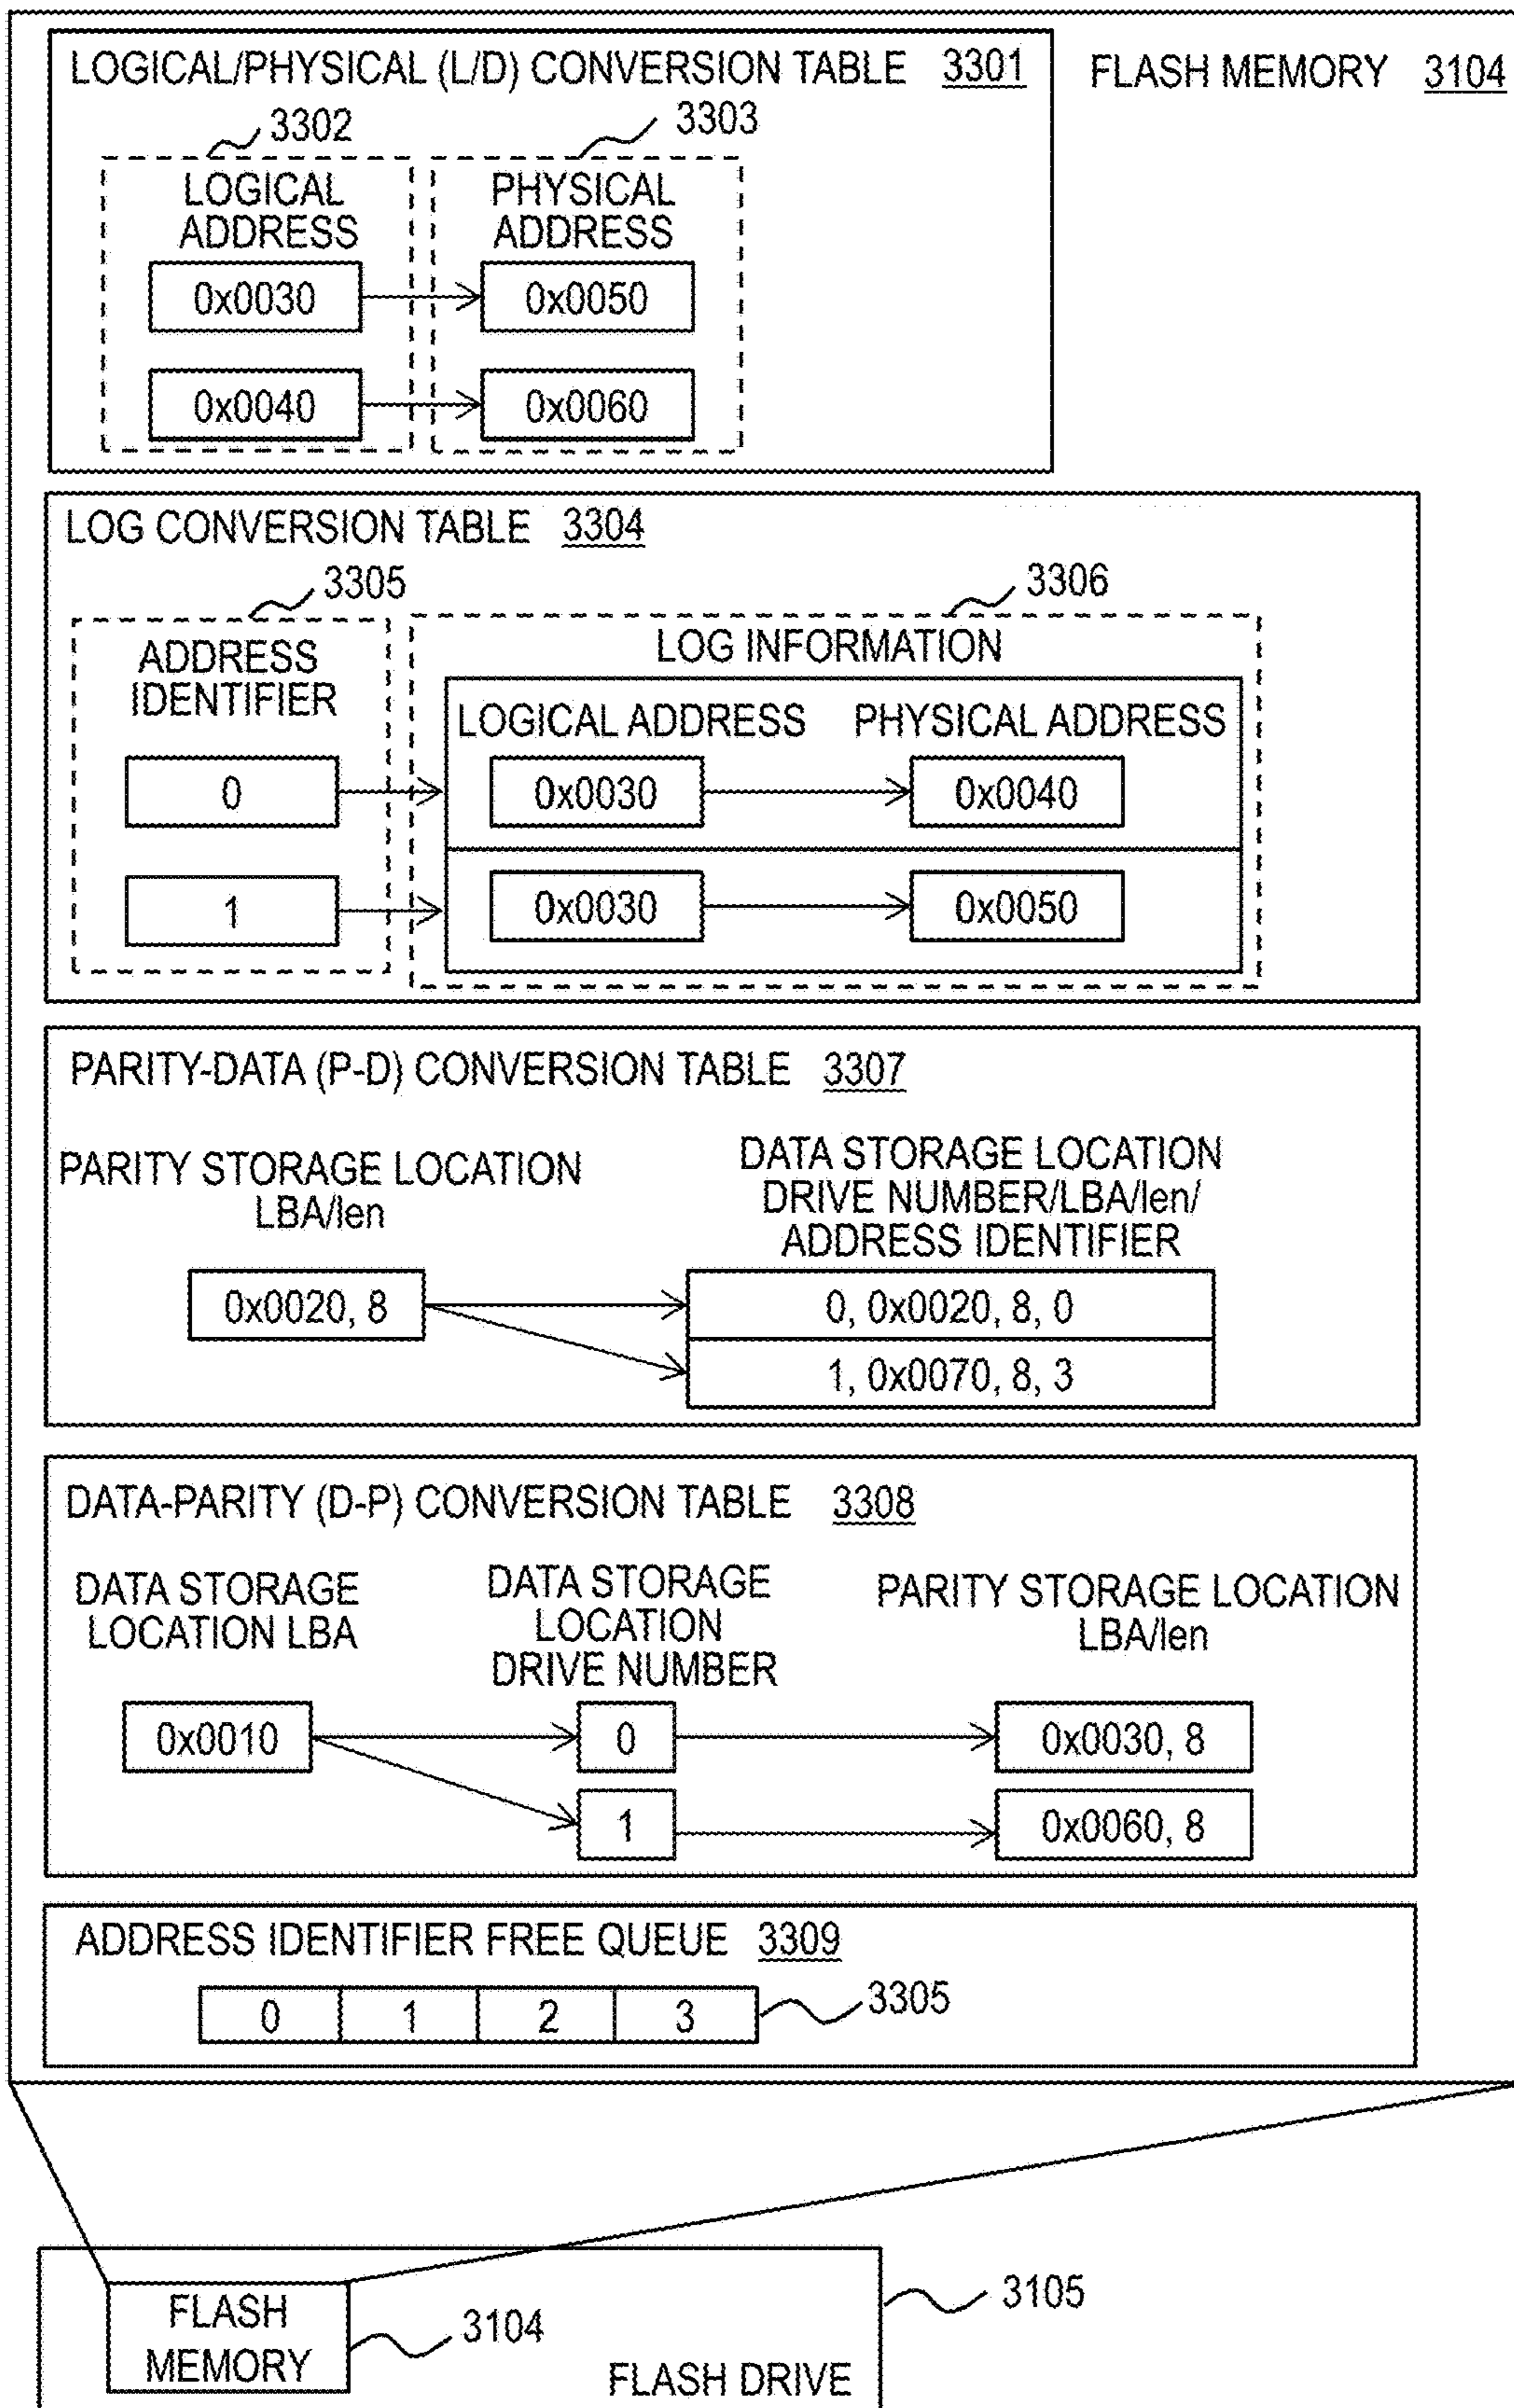 LOGICAL/PHYSICAL (L/D) CONVERSION TABLE 3301
FLASH MEMORY 3104
3302
3303
LOGICAL
ADDRESS
PHYSICAL
ADDRESS
0x0030
0x0050
0x0040
0x0060
LOG CONVERSION TABLE 3304
3305
3306
ADDRESS
IDENTIFIER
LOG INFORMATION
LOGICAL ADDRESS
PHYSICAL ADDRESS
0
0x0030
0x0040
1
0x0030
0x0050
PARITY-DATA (P-D) CONVERSION TABLE 3307
PARITY STORAGE LOCATION
LBA/len
DATA STORAGE LOCATION
DRIVE NUMBER/LBA/len/
ADDRESS IDENTIFIER
0x0020, 8
0, 0x0020, 8, 0
1, 0x0070, 8, 3
DATA-PARITY (D-P) CONVERSION TABLE 3308
DATA STORAGE
LOCATION LBA
DATA STORAGE
LOCATION
DRIVE NUMBER
PARITY STORAGE LOCATION
LBA/len
0x0010
0
0x0030, 8
1
0x0060, 8
ADDRESS IDENTIFIER FREE QUEUE 3309
0 1 2 3
3305
FLASH
MEMORY
3104
3105
FLASH DRIVE